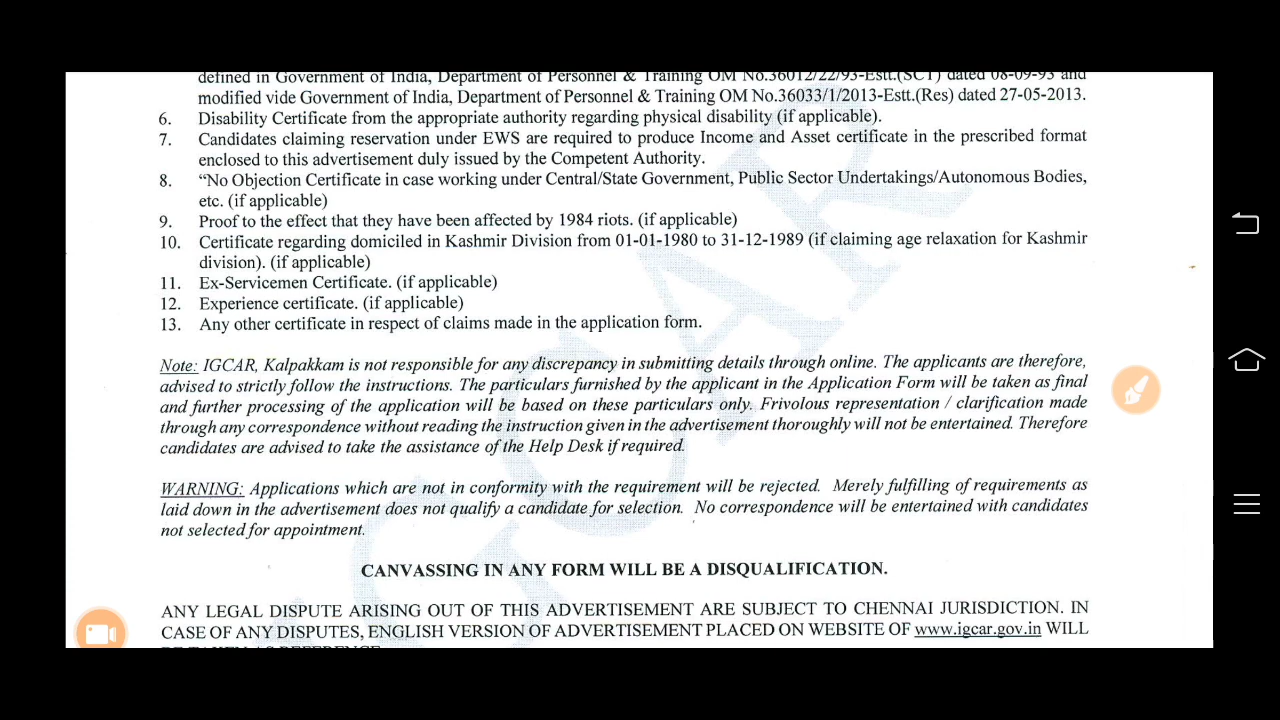 defined in Government of India, Department of Personnel & Training OM No.36012/22/93-Estt.(SCT) dated 08-09-93 and
modified vide Government of India, Department of Personnel & Training OM No.36033/1/2013-Estt.(Res) dated 27-05-2013.
6. Disability Certificate from the appropriate authority regarding physical disability (if applicable).
7. Candidates claiming reservation under EWS are required to produce Income and Asset certificate in the prescribed format
enclosed to this advertisement duly issued by the Competent Authority.
8. “No Objection Certificate in case working under Central/State Government, Public Sector Undertakings/Autonomous Bodies,
etc. (if applicable)
9. Proof to the effect that they have been affected by 1984 riots. (if applicable)
10. Certificate regarding domiciled in Kashmir Division from 01-01-1980 to 31-12-1989 (if claiming age relaxation for Kashmir
division). (if applicable)
11. Ex-Servicemen Certificate. (if applicable)
12. Experience certificate. (if applicable)
13. Any other certificate in respect of claims made in the application form.
Note: IGCAR, Kalpakkam is not responsible for any discrepancy in submitting details through online. The applicants are therefore,
advised to strictly follow the instructions. The particulars furnished by the applicant in the Application Form will be taken as final
and further processing of the application will be based on these particulars only. Frivolous representation / clarification made
through any correspondence without reading the instruction given in the advertisement thoroughly will not be entertained. Therefore
candidates are advised to take the assistance of the Help Desk if required.
WARNING: Applications which are not in conformity with the requirement will be rejected. Merely fulfilling of requirements as
laid down in the advertisement does not qualify a candidate for selection. No correspondence will be entertained with candidates
not selected for appointment.
CANVASSING IN ANY FORM WILL BE A DISQUALIFICATION.
ANY LEGAL DISPUTE ARISING OUT OF THIS ADVERTISEMENT ARE SUBJECT TO CHENNAI JURISDICTION. IN
CASE OF ANY DISPUTES, ENGLISH VERSION OF ADVERTISEMENT PLACED ON WEBSITE OF www.igcar.gov.in WILL
BE TAKEN AS REFERENCE